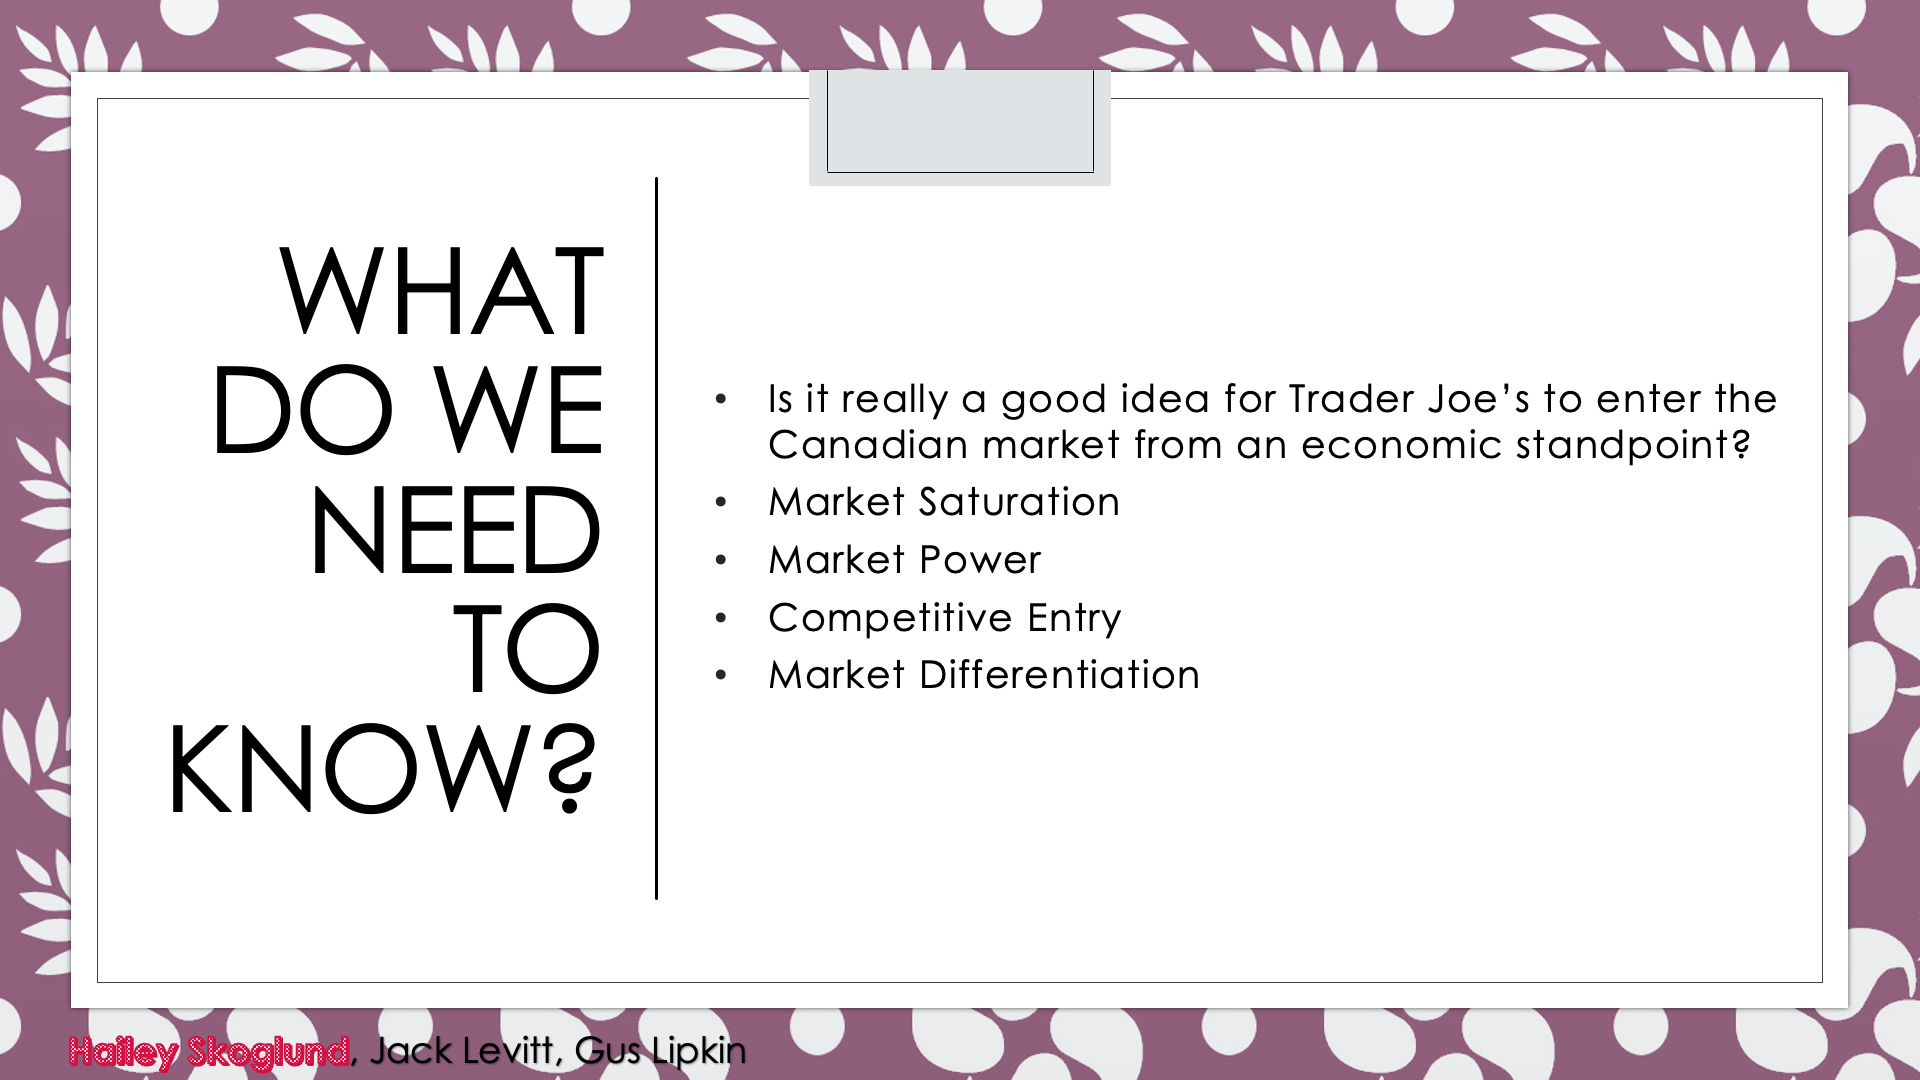 WHAT
DO WE
NEED
TO
KNOW?
• Is it really a good idea for Trader Joe’s to enter the
Canadian market from an economic standpoint?
• Market Saturation
• Market Power
• Competitive Entry
• Market Differentiation
Hailey Skoglund, Jack Levitt, Gus Lipkin